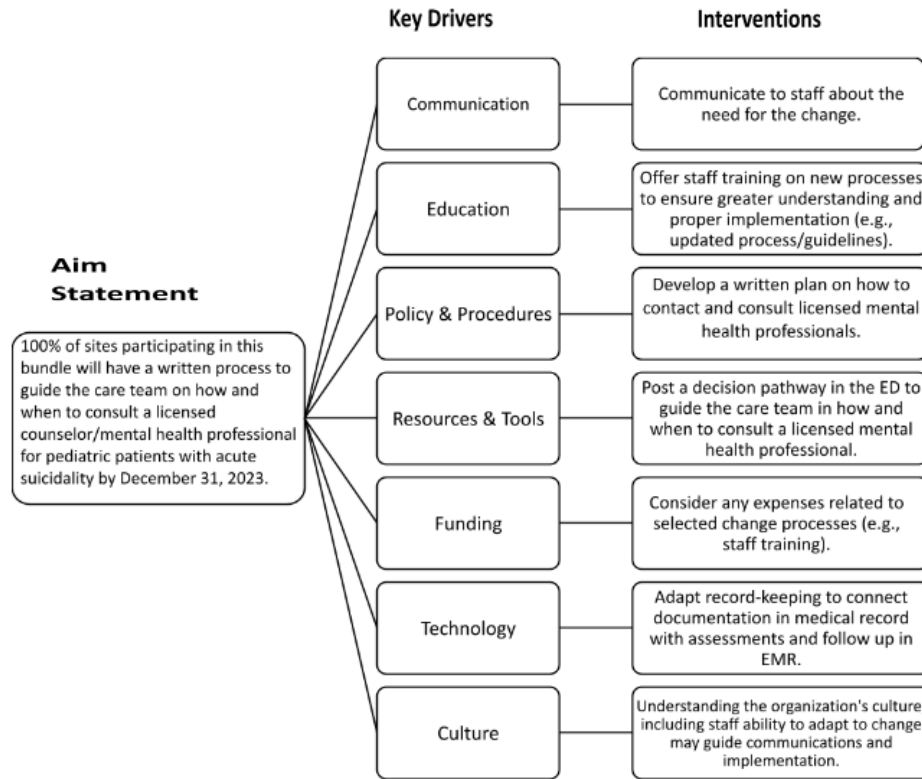 Key Drivers
Interventions
Communication
Communicate to staff about the
need for the change.
Education
Offer staff training on new processes
to ensure greater understanding and
proper implementation (e.g.,
updated process/guidelines).
Aim
Statement
100% of sites participating in this
bundle will have a written process to
guide the care team on how and
when to consult a licensed
counselor/mental health professional
for pediatric patients with acute
suicidality by December 31, 2023.
Policy & Procedures
Develop a written plan on how to
contact and consult licensed mental
health professionals.
Resources & Tools
Post a decision pathway in the ED to
guide the care team in how and
when to consult a licensed mental
health professional.
Funding
Consider any expenses related to
selected change processes (e.g.,
staff training).
Technology
Adapt record-keeping to connect
documentation in medical record
with assessments and follow up in
EMR.
Culture
Understanding the organization's culture
including staff ability to adapt to change
may guide communications and
implementation.